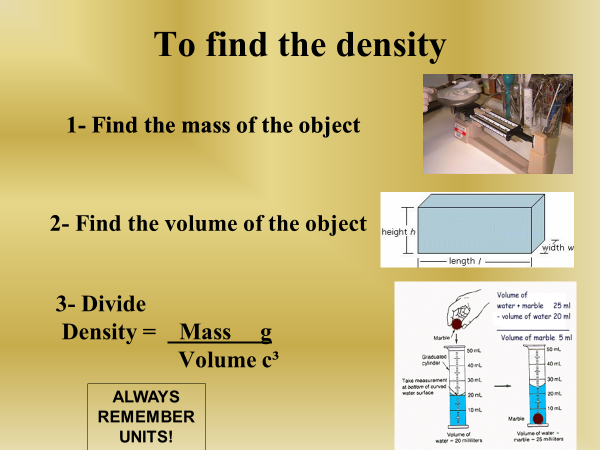 To find the density
1- Find the mass of the object
2- Find the volume of the object
height h
width w
length l
3- Divide
Density = Mass g
Volume c³
ALWAYS
REMEMBER
UNITS!
Volume of
water + marble 25 ml
- volume of water 20 ml
Volume of marble 5 ml
Marble
Graduated
cylinder
Take measurement
at bottom of curved
water surface
50 mL
40 mL
30 mL
20 mL
10 mL
Volume of
water = 20 milliliters
50 mL
40 mL
30 mL
20 mL
10 mL
Marble
Volume of water +
marble = 25 milliliters